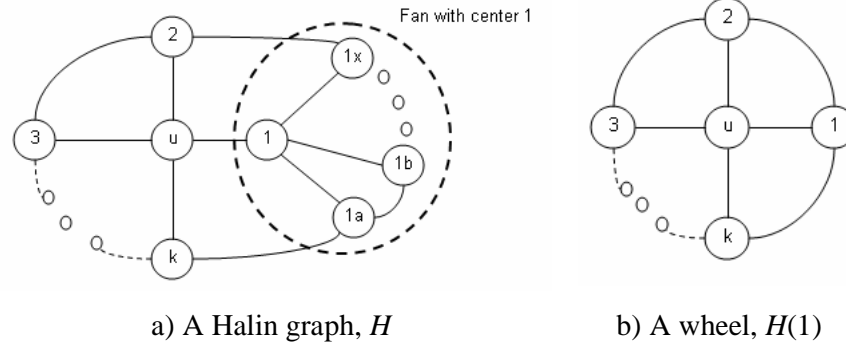 Fan with center 1
2
1x
2
3
u
1
1b
3
u
1
1a
k
k
a) A Halin graph, H
b) A wheel, H(1)